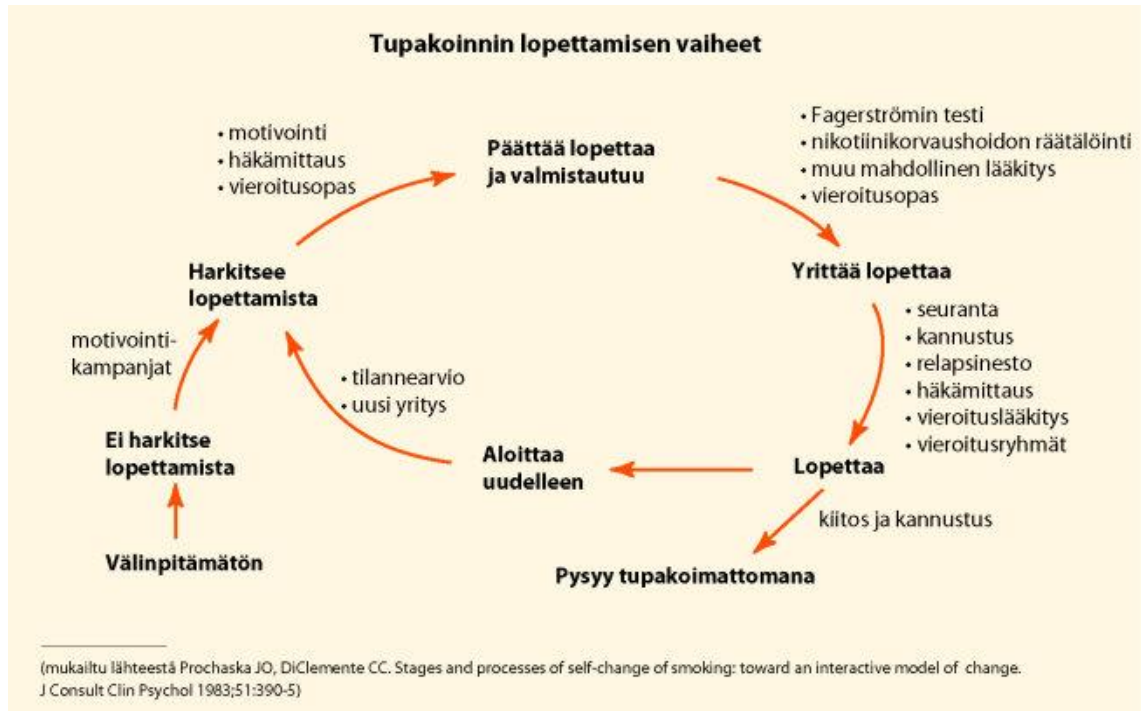 Tupakoinnin lopettamisen vaiheet
• motivointi
• häkämittaus
• vieroitusopas
Päättää lopettaa
ja valmistautuu
• Fagerströmin testi
• nikotiinikorvaushoidon räätälöinti
• muu mahdollinen lääkitys
• vieroitusopas
Harkitsee
lopettamista
Yrittää lopettaa
motivointi-
kampanjat
• tilannearvio
• uusi yritys
• seuranta
• kannustus
• relapsinesto
• häkämittaus
• vieroituslääkitys
• vieroitusryhmät
Ei harkitse
lopettamista
Aloittaa
uudelleen
Lopettaa
kiitos ja kannustus
Välinpitämätön
Pysyy tupakoimattomana
(mukailtu lähteestä Prochaska JO, DiClemente CC. Stages and processes of self-change of smoking: toward an interactive model of change.
J Consult Clin Psychol 1983;51:390-5)